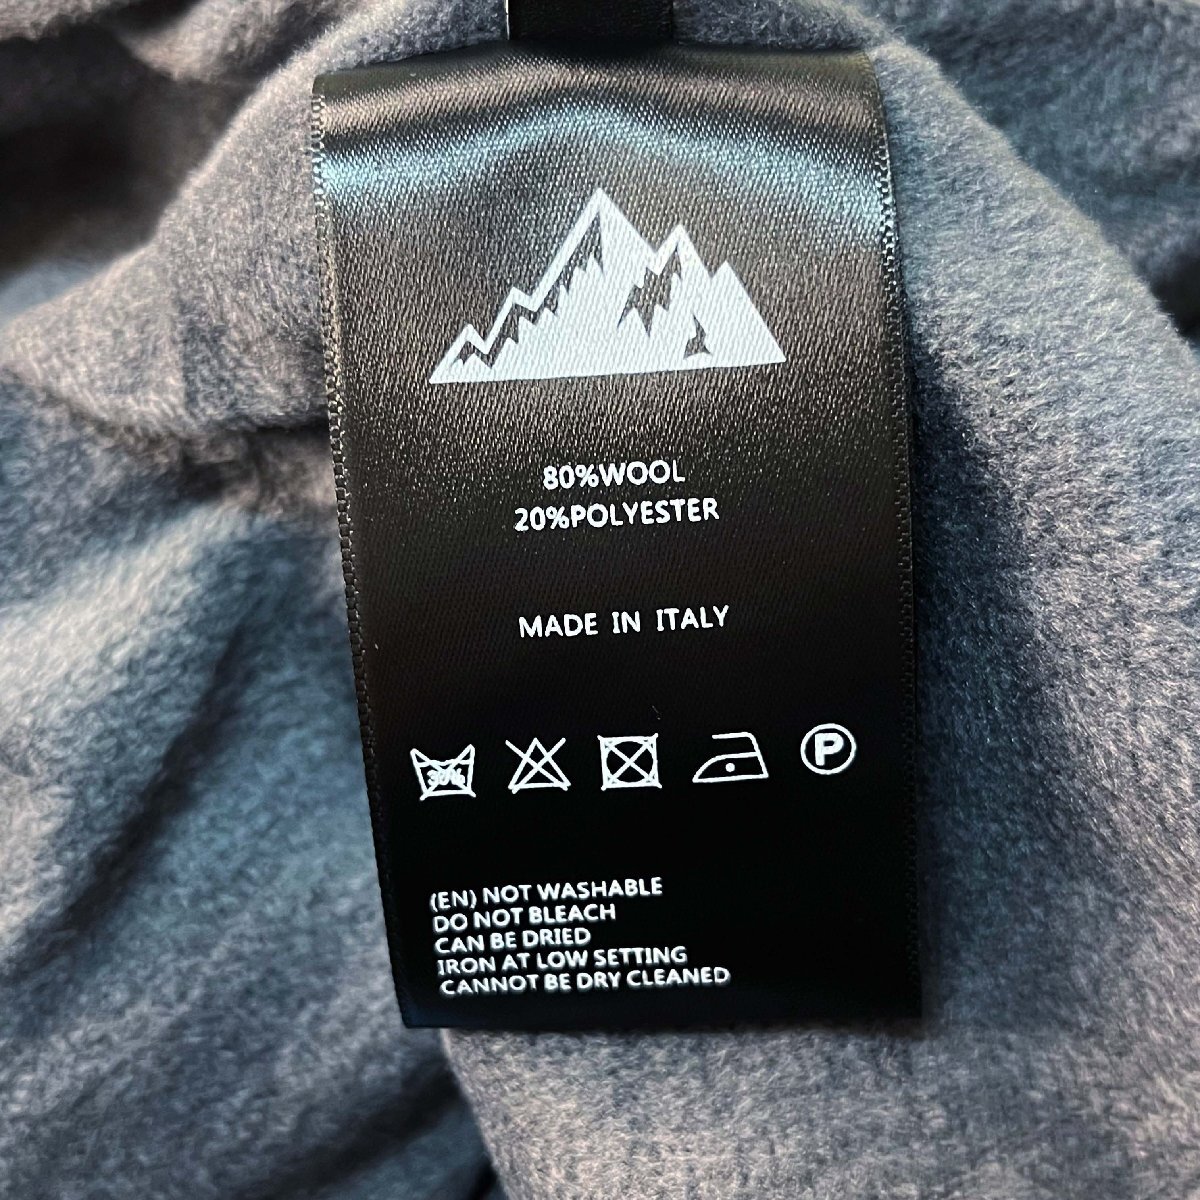 80%WOOL
20%POLYESTER
MADE IN ITALY
P
(EN) NOT WASHABLE
DO NOT BLEACH
CAN BE DRIED
IRON AT LOW SETTING
CANNOT BE DRY CLEANED